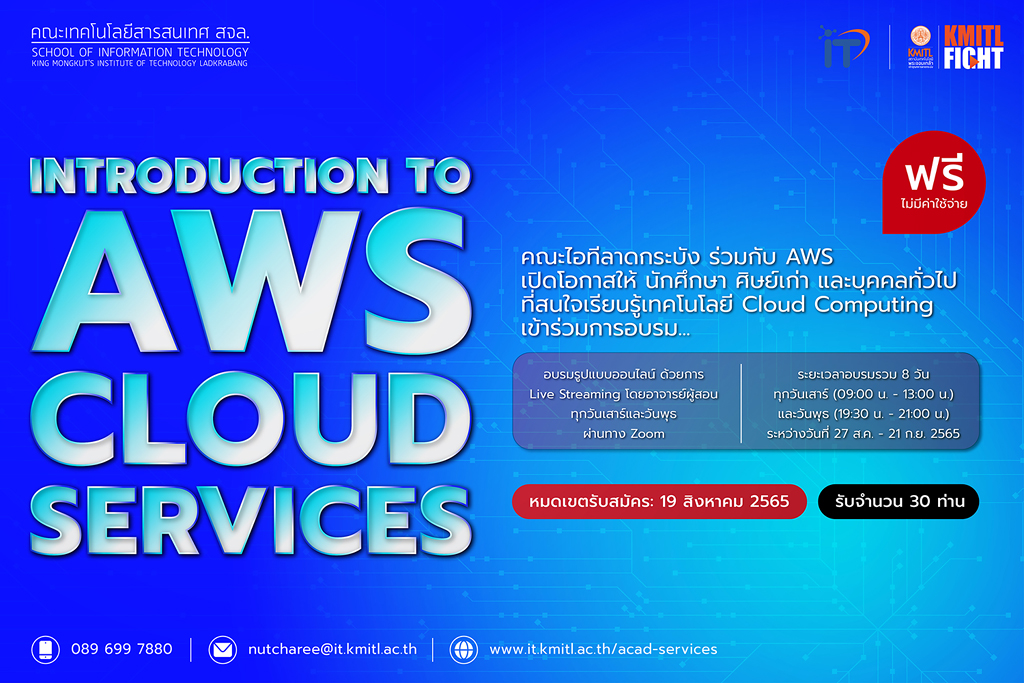 คณะเทคโนโลยีสารสนเทศ สจล.
SCHOOL OF INFORMATION TECHNOLOGY
KING MONGKUT'S INSTITUTE OF TECHNOLOGY LADKRABANG
iT
KMITL
KMITL
FIGHT
INTRODUCTION TO
AWS
CLOUD
SERVICES
ฟรี
ไม่มีค่าใช้จ่าย
คณะไอทีลาดกระบัง ร่วมกับ AWS
เปิดโอกาสให้ นักศึกษา ศิษย์เก่า และบุคคลทั่วไป
ที่สนใจเรียนรู้เทคโนโลยี Cloud Computing
เข้าร่วมการอบรม...
อบรมรูปแบบออนไลน์ ด้วยการ
Live Streaming โดยอาจารย์ผู้สอน
ทุกวันเสาร์และวันพุธ
ผ่านทาง Zoom
ระยะเวลาอบรมรวม 8 วัน
ทุกวันเสาร์ (09:00 น. - 13:00 น.)
และวันพุธ (19:30 น. - 21:00 น.)
ระหว่างวันที่ 27 ส.ค. - 21 ก.ย. 2565
หมดเขตรับสมัคร: 19 สิงหาคม 2565
รับจำนวน 30 ท่าน
089 699 7880
nutcharee@it.kmitl.ac.th
www.it.kmitl.ac.th/acad-services